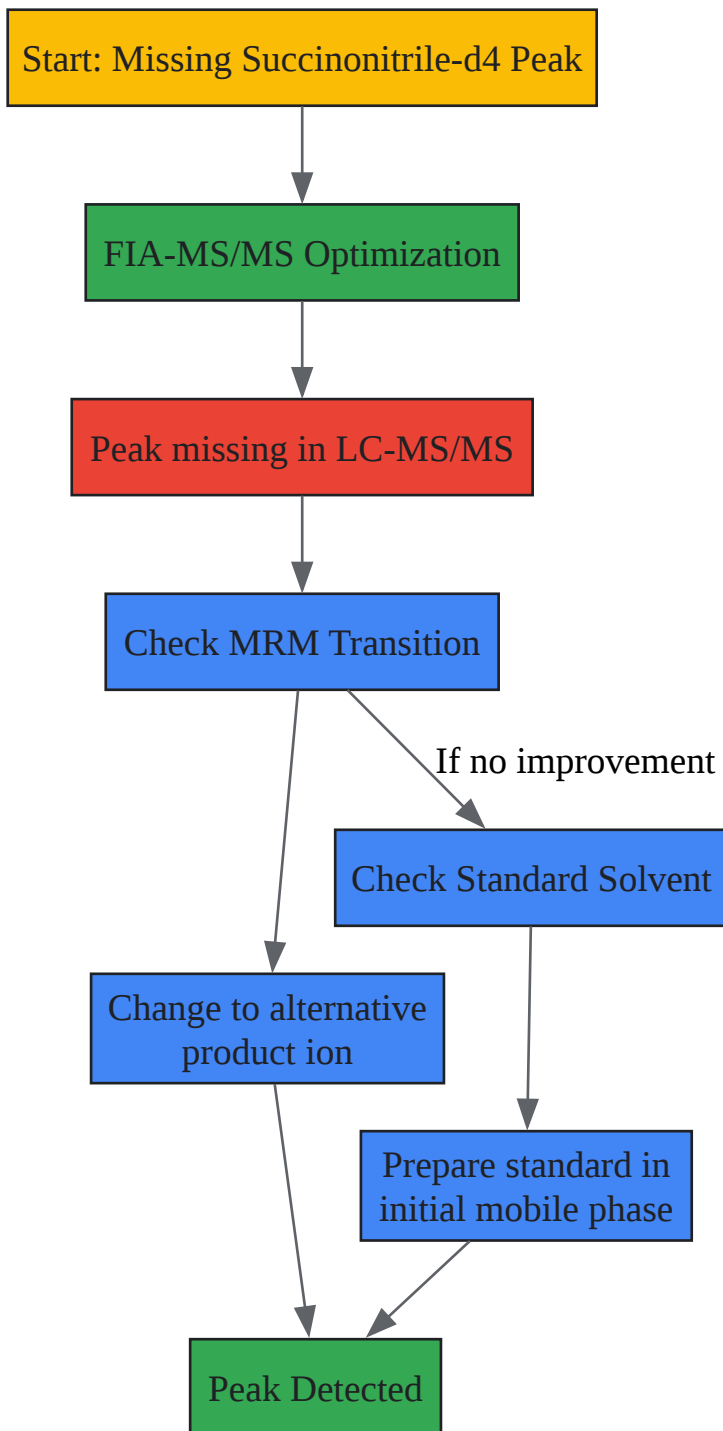 Start: Missing Succinonitrile-d4 Peak
FIA-MS/MS Optimization
Peak missing in LC-MS/MS
Check MRM Transition
If no improvement
Check Standard Solvent
Change to alternative
product ion
Prepare standard in
initial mobile phase
Peak Detected